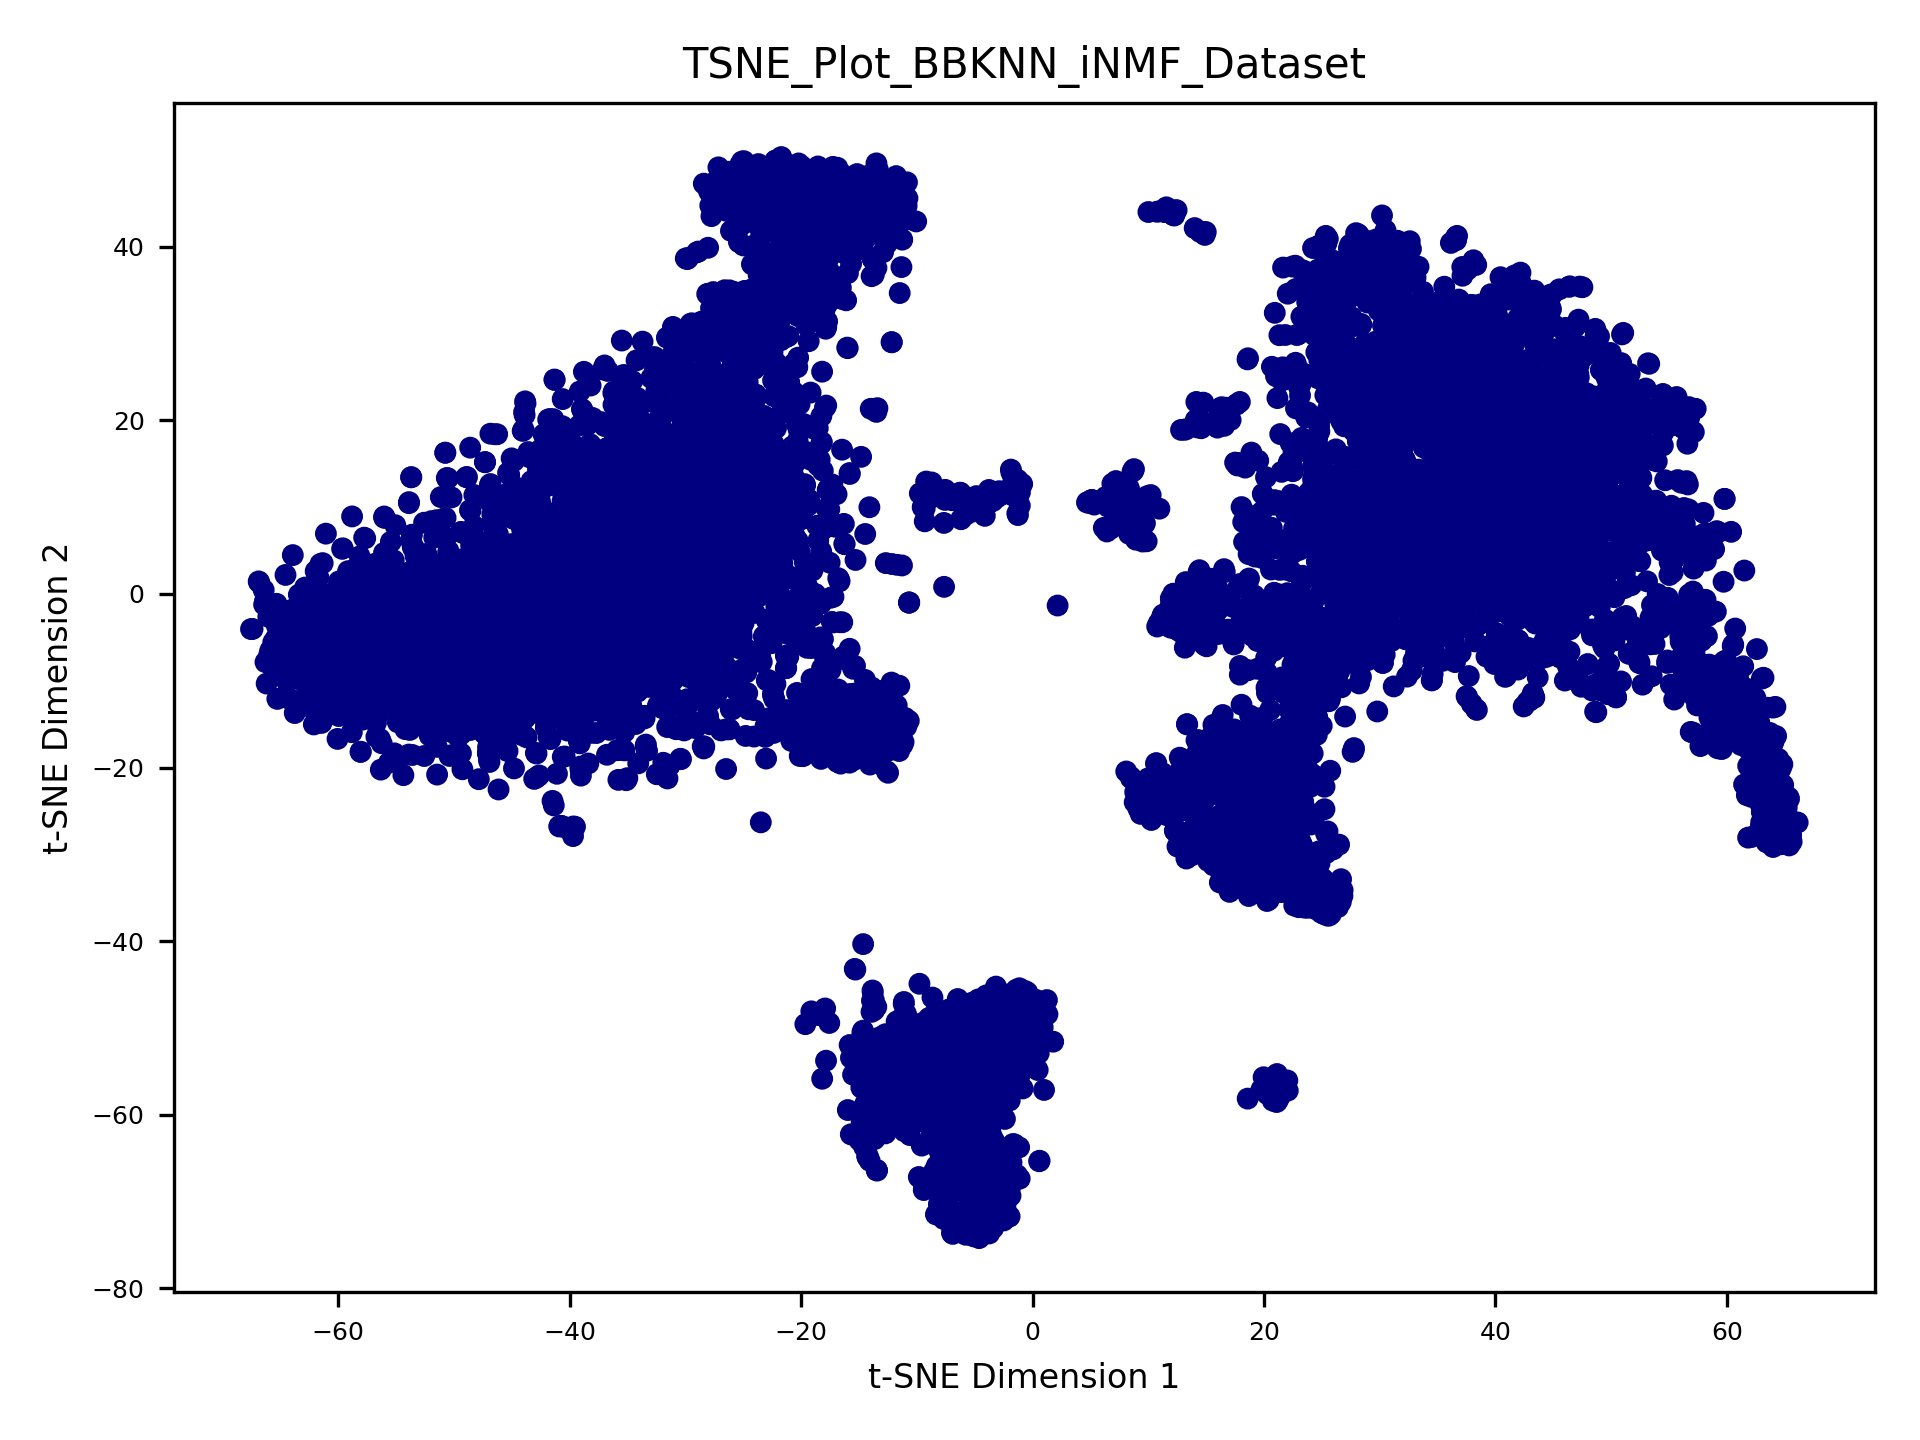 TSNE_Plot_BBKNN_iNMF_Dataset
t-SNE Dimension 2
40
20
0
−20
−40
−60
−80
−60 −40 −20 0 20 40 60
t-SNE Dimension 1